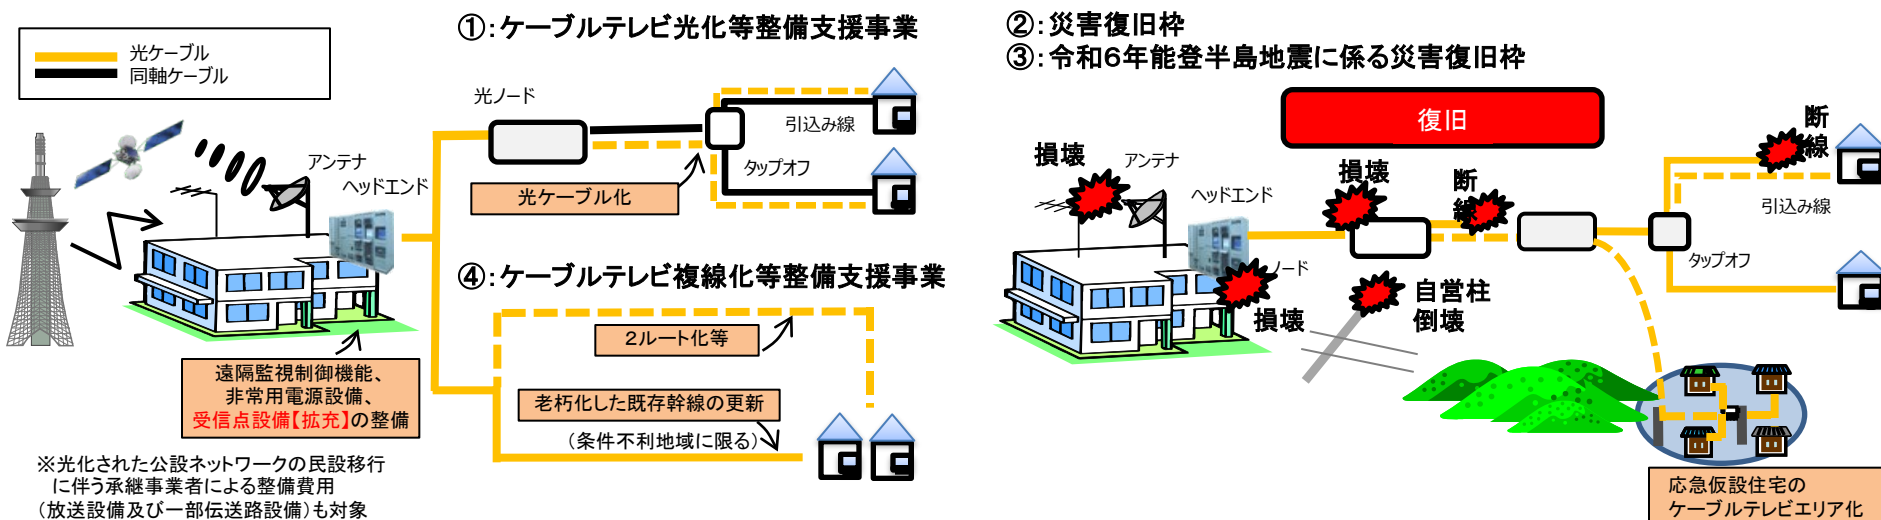 光ケーブル
同軸ケーブル
①:ケーブルテレビ光化等整備支援事業
光ノード
引込み線
タップオフ
光ケーブル化
アンテナ
ヘッドエンド
④:ケーブルテレビ複線化等整備支援事業
2ルート化等
老朽化した既存幹線の更新
(条件不利地域に限る)
遠隔監視制御機能、
非常用電源設備、
受信点設備【拡充】の整備
※光化された公設ネットワークの民設移行
に伴う承継事業者による整備費用
(放送設備及び一部伝送路設備)も対象
②:災害復旧枠
③:令和6年能登半島地震に係る災害復旧枠
復旧
損壊
アンテナ
ヘッドエンド
損壊
断
線
断
線
引込み線
タップオフ
ノード
損壊
自営柱
倒壊
応急仮設住宅の
ケーブルテレビエリア化